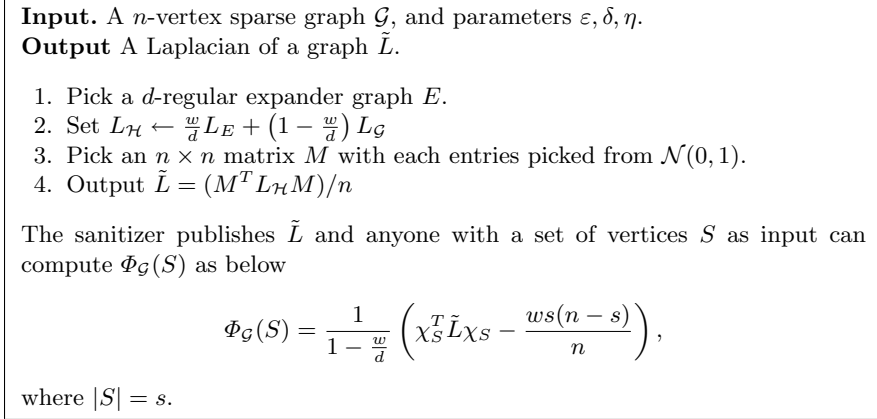 Input. A n-vertex sparse graph 𝒢, and parameters ε, δ, η.
Output A Laplacian of a graph L̃.
1. Pick a d-regular expander graph E.
2. Set L_ℋ ← w/d L_E + (1 − w/d) L_𝒢
3. Pick an n × n matrix M with each entries picked from 𝒩(0, 1).
4. Output L̃ = (M^T L_ℋ M)/n
The sanitizer publishes L̃ and anyone with a set of vertices S as input can
compute Φ_𝒢(S) as below
Φ_𝒢(S) = 1/(1 − w/d) (χ_S^T L̃ χ_S − ws(n − s)/n),
where |S| = s.